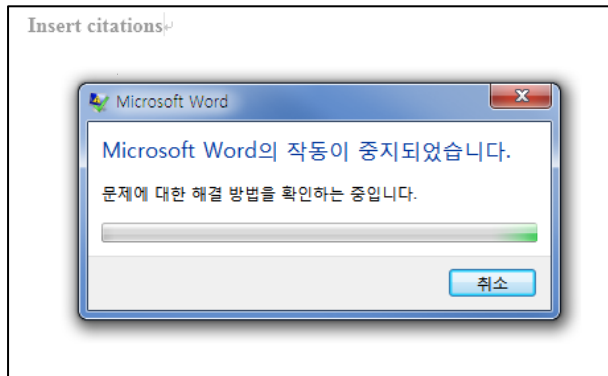 Insert citations
Microsoft Word
Microsoft Word의 작동이 중지되었습니다.
문제에 대한 해결 방법을 확인하는 중입니다.
취소